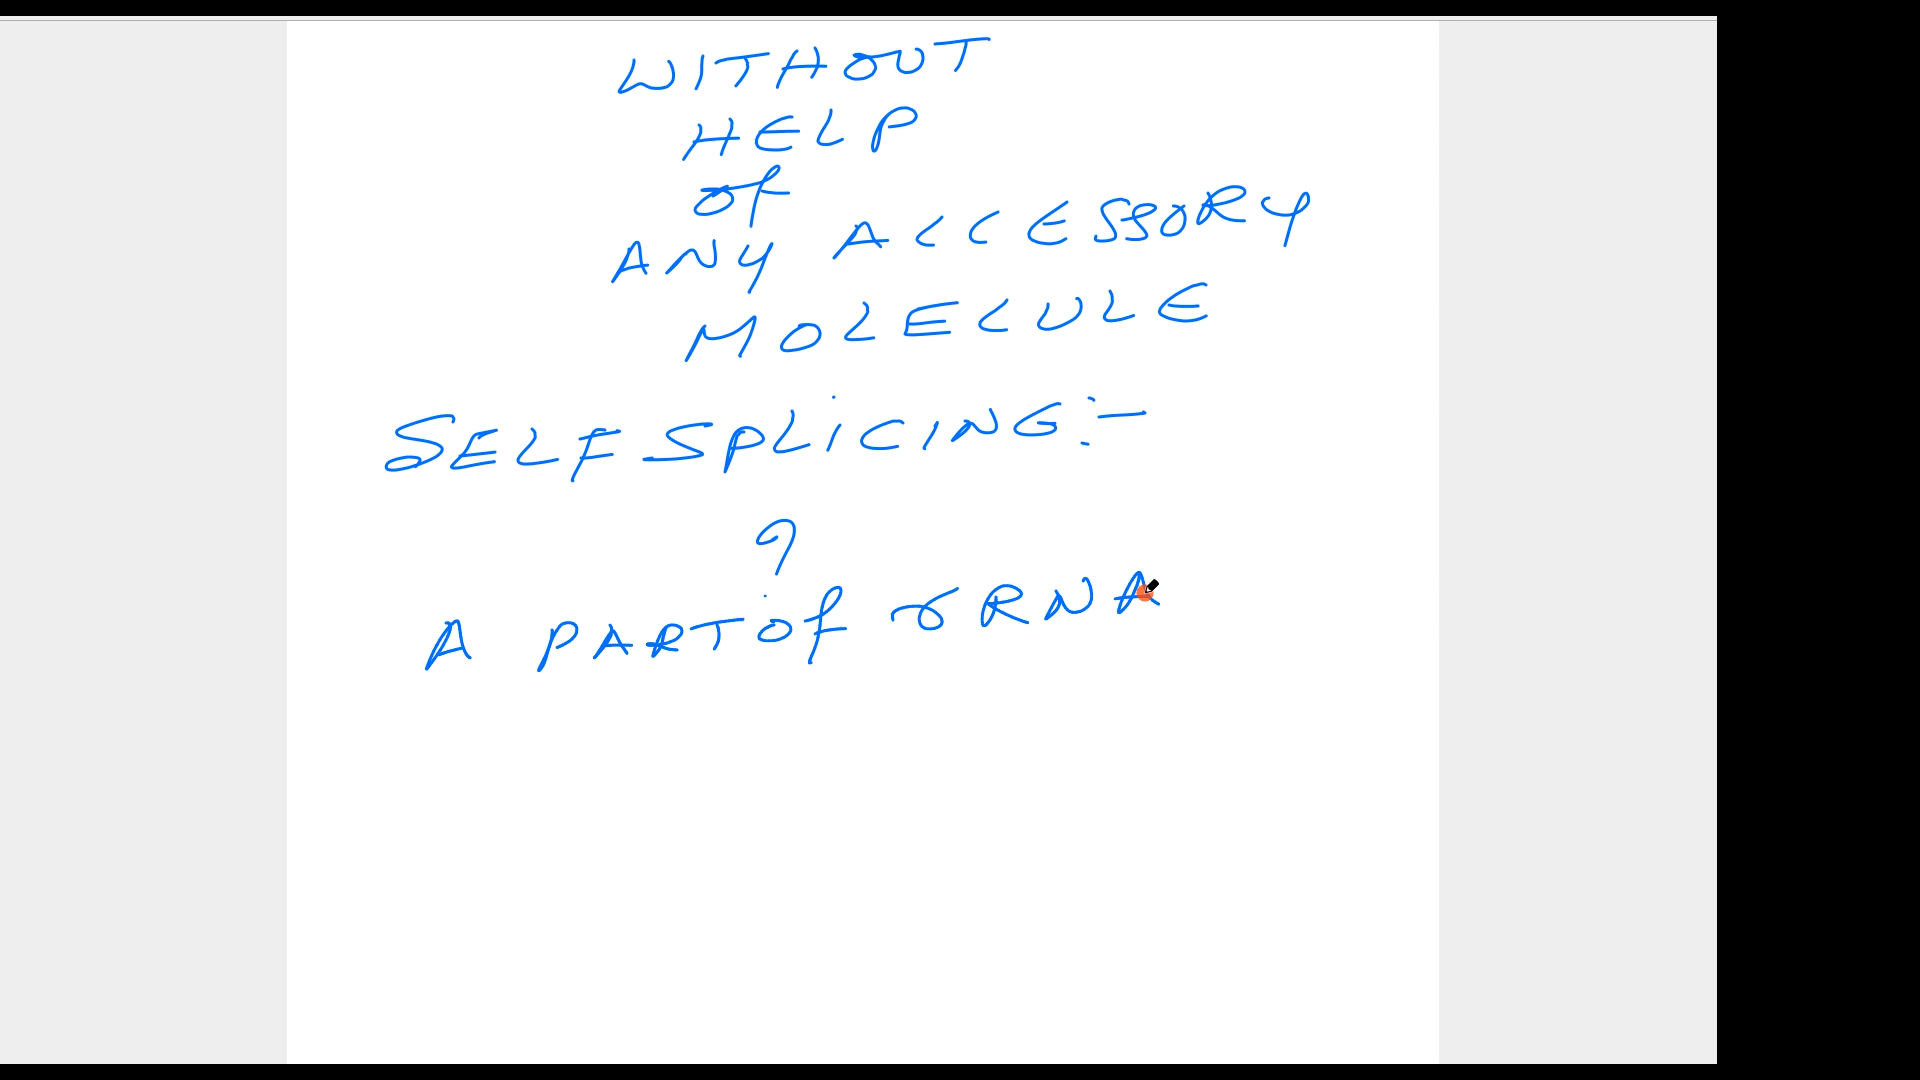 WITHOUT
HELP
Of
ANY ACCESSORY
MOLECULE
SELF SPLiCING:-
?
A PART Of rRNA